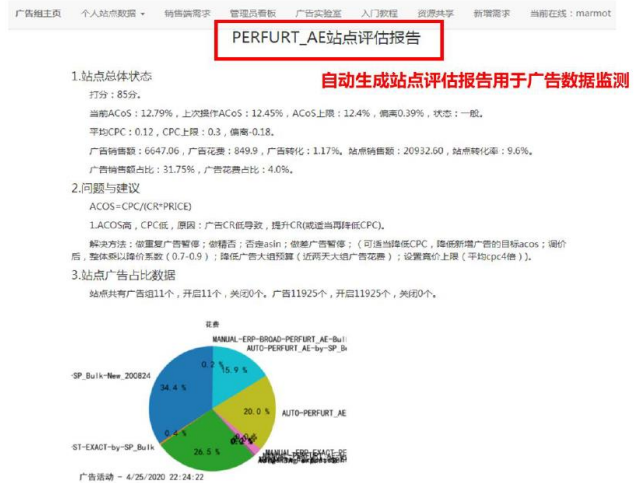 广告组主页 个人站点数据 销售端需求 管理员看板 广告实验室 入门教程 资源共享 新增需求 当前在线：marmot
PERFURT_AE站点评估报告
自动生成站点评估报告用于广告数据监测
1.站点总体状态
打分：85分。
当前ACoS：12.79%，上次操作ACoS：12.45%，ACoS上限：12.4%，偏离0.39%，状态：一般。
平均CPC：0.12，CPC上限：0.3，偏离-0.18。
广告销售额：6647.06，广告花费：849.9，广告转化：1.17%。站点销售额：20932.60，站点转化率：9.6%。
广告销售额占比：31.75%，广告花费占比：4.0%。
2.问题与建议
ACOS=CPC/(CR*PRICE)
1.ACOS高，CPC低，原因：广告CR低导致，提升CR(或适当再降低CPC)。
解决方法：做重复广告暂停；做精否；否定asin；做差广告暂停；（可适当降低CPC，降低新增广告的目标acos；调价
后，整体乘以降价系数（0.7-0.9）；降低广告大组预算（近两天大组广告花费）；设置竞价上限（平均cpc4倍））。
3.站点广告占比数据
站点共有广告组11个，开启11个，关闭0个。广告11925个，开启11925个，关闭0个。
花费
MANUAL-ERP-BROAD-PERFURT_AE-Bul
AUTO-PERFURT_AE-by-SP_B
0.2 %
15.9 %
-SP_Bulk-New_200824
34.4 %
20.0 %
AUTO-PERFURT_AE
0.4 %
ST-EXACT-by-SP_Bulk
26.5 %
广告活动 - 4/25/2020 22:24:22